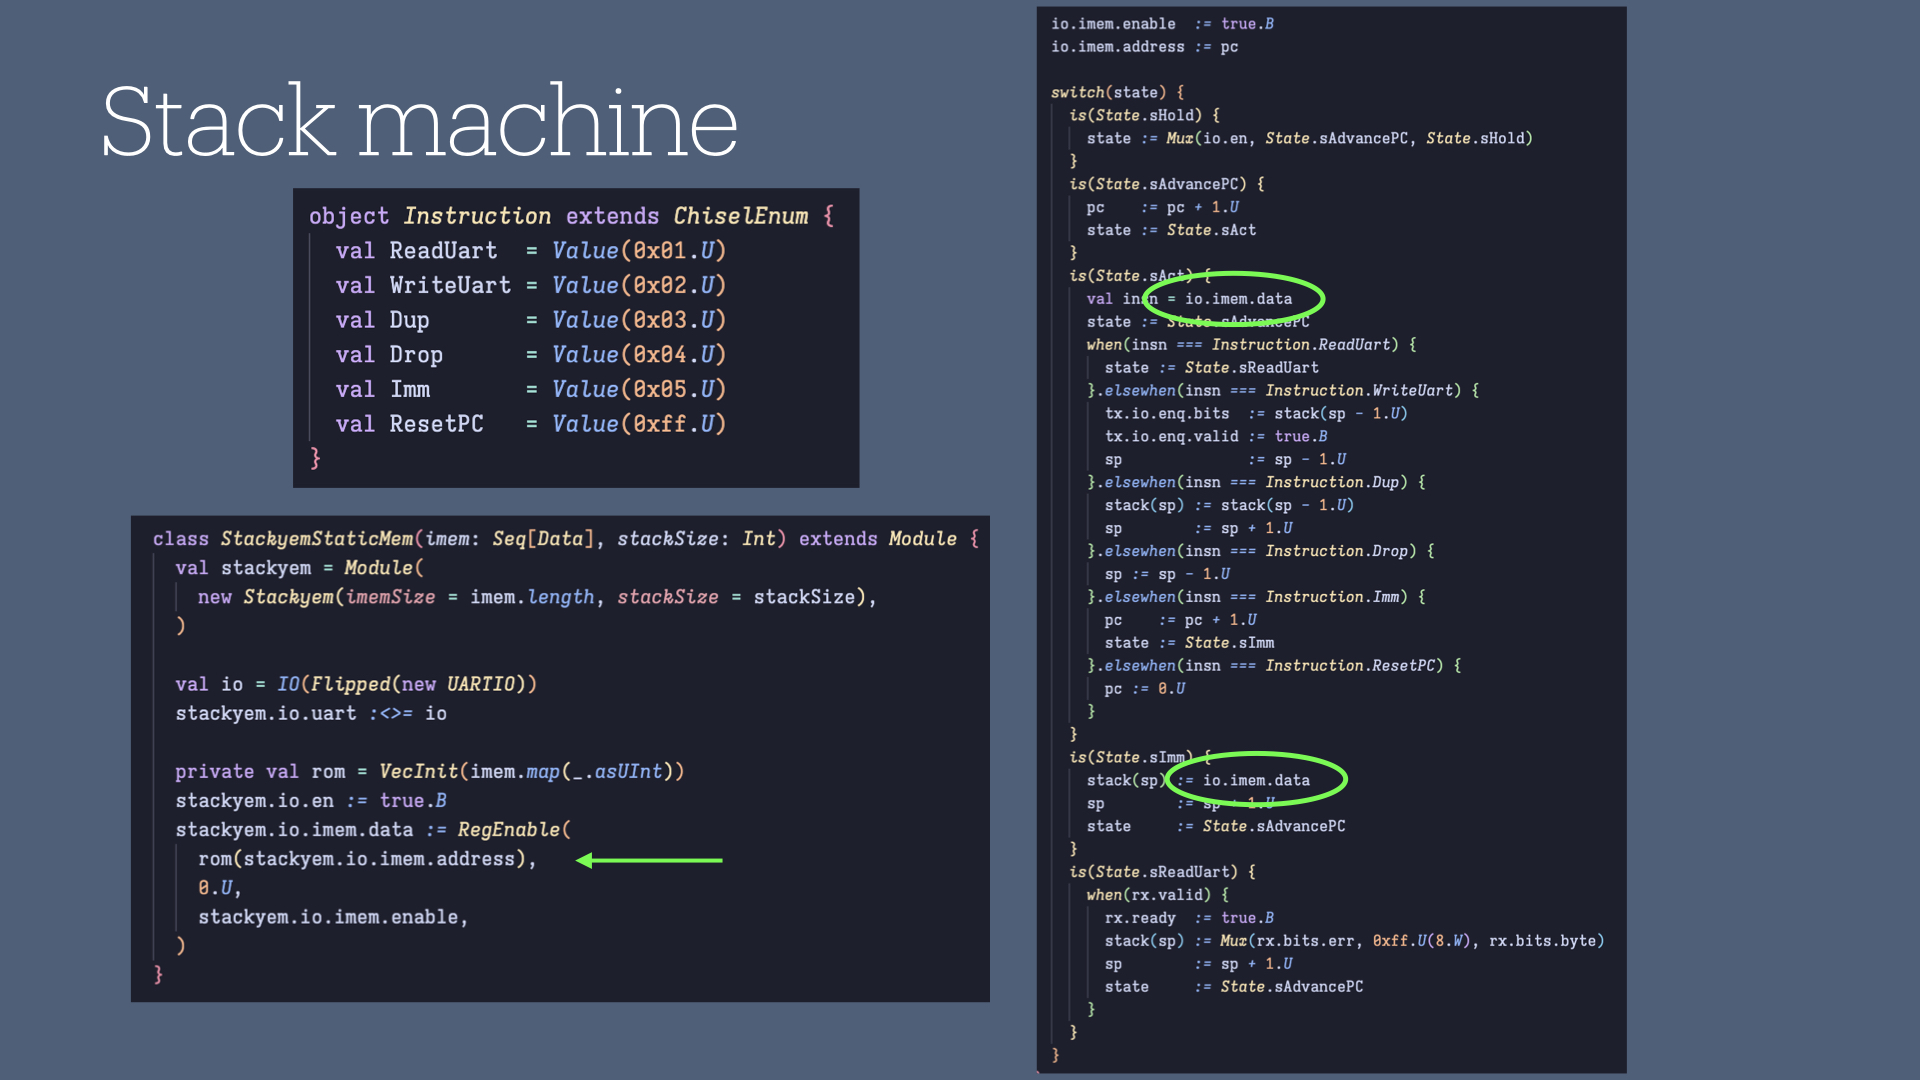 Stack machine
object Instruction extends ChiselEnum {
  val ReadUart  = Value(0x01.U)
  val WriteUart = Value(0x02.U)
  val Dup       = Value(0x03.U)
  val Drop      = Value(0x04.U)
  val Imm       = Value(0x05.U)
  val ResetPC   = Value(0xff.U)
}
class StackyemStaticMem(imem: Seq[Data], stackSize: Int) extends Module {
  val stackyem = Module(
    new Stackyem(imemSize = imem.length, stackSize = stackSize),
  )
  val io = IO(Flipped(new UARTIO))
  stackyem.io.uart :<>= io
  private val rom = VecInit(imem.map(_.asUInt))
  stackyem.io.en := true.B
  stackyem.io.imem.data := RegEnable(
    rom(stackyem.io.imem.address),
    0.U,
    stackyem.io.imem.enable,
  )
}
io.imem.enable  := true.B
io.imem.address := pc
switch(state) {
  is(State.sHold) {
    state := Mux(io.en, State.sAdvancePC, State.sHold)
  }
  is(State.sAdvancePC) {
    pc    := pc + 1.U
    state := State.sAct
  }
  is(State.sAct) {
    val insn = io.imem.data
    state := State.sAdvancePC
    when(insn === Instruction.ReadUart) {
      state := State.sReadUart
    }.elsewhen(insn === Instruction.WriteUart) {
      tx.io.enq.bits  := stack(sp - 1.U)
      tx.io.enq.valid := true.B
      sp              := sp - 1.U
    }.elsewhen(insn === Instruction.Dup) {
      stack(sp) := stack(sp - 1.U)
      sp        := sp + 1.U
    }.elsewhen(insn === Instruction.Drop) {
      sp := sp - 1.U
    }.elsewhen(insn === Instruction.Imm) {
      pc    := pc + 1.U
      state := State.sImm
    }.elsewhen(insn === Instruction.ResetPC) {
      pc := 0.U
    }
  }
  is(State.sImm) {
    stack(sp) := io.imem.data
    sp        := sp + 1.U
    state     := State.sAdvancePC
  }
  is(State.sReadUart) {
    when(rx.valid) {
      rx.ready  := true.B
      stack(sp) := Mux(rx.bits.err, 0xff.U(8.W), rx.bits.byte)
      sp        := sp + 1.U
      state     := State.sAdvancePC
    }
  }
}